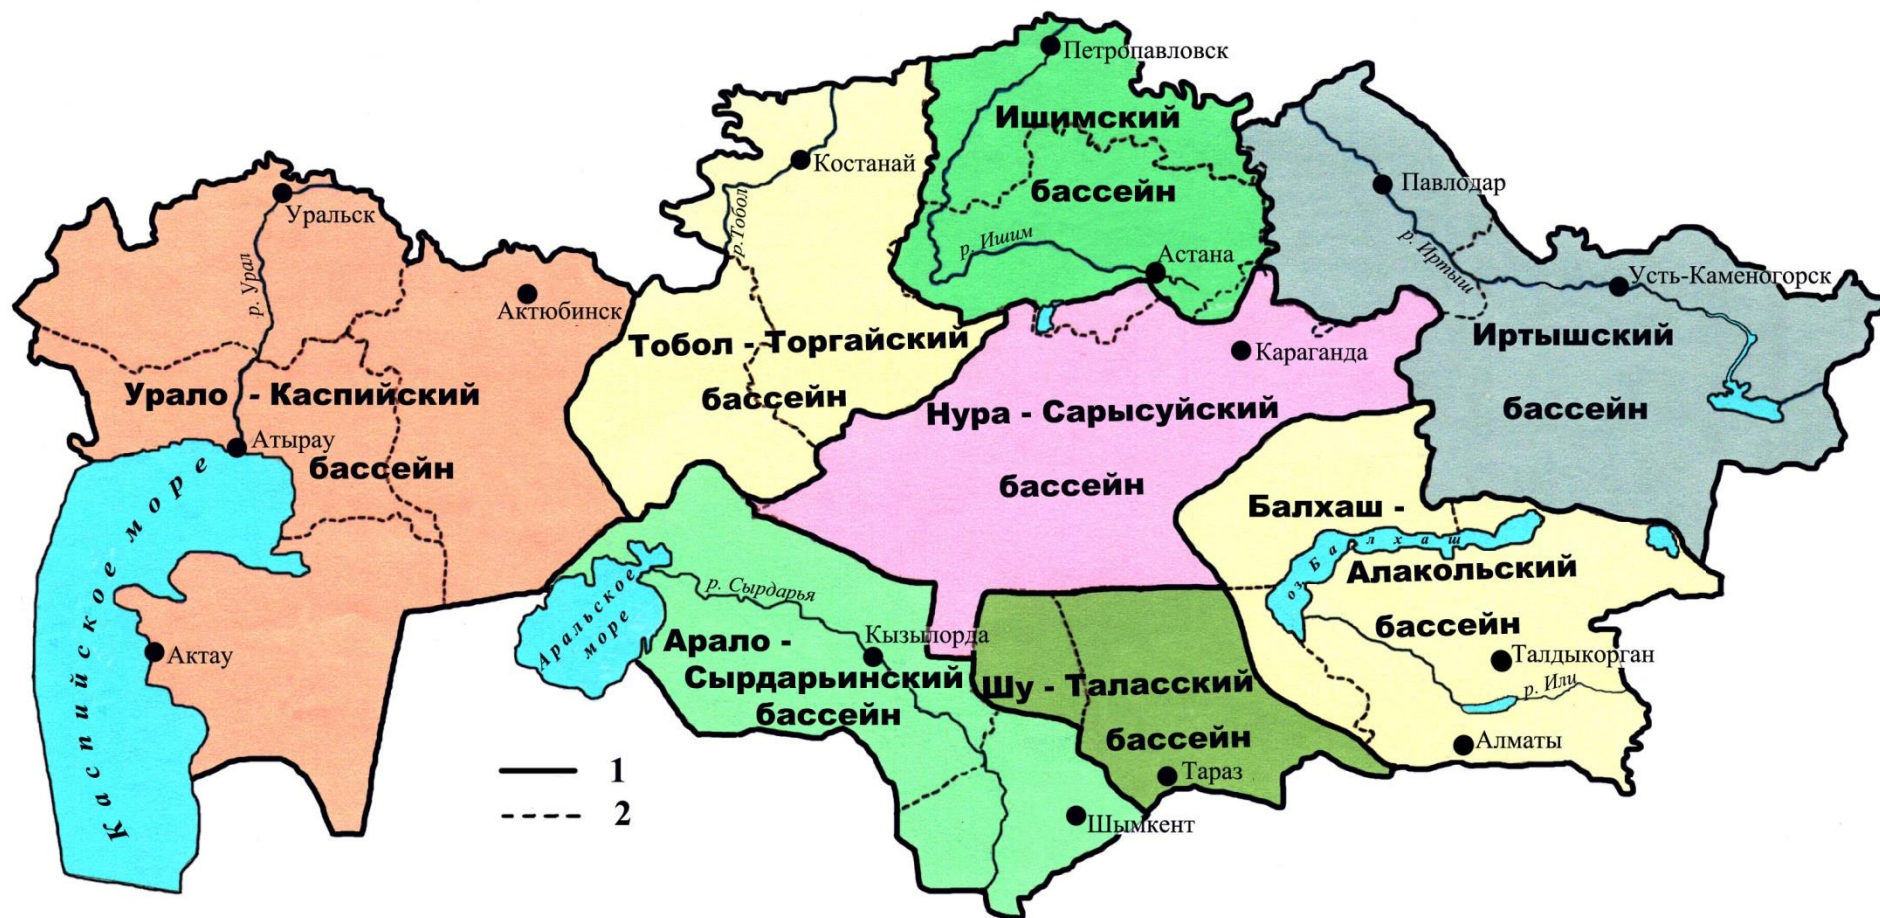 Петропавловск
Ишимский
бассейн
Костанай
р.Тобол
р. Ишим
Астана
Павлодар
р. Иртыш
Усть-Каменогорск
Иртышский
бассейн
Уральск
р. Урал
Актюбинск
Урало - Каспийский
бассейн
Атырау
Каспийское море
Актау
Тобол - Торгайский
бассейн
Караганда
Нура - Сарысуйский
бассейн
Балхаш -
Алакольский
бассейн
оз. Балхаш
Талдыкорган
р. Или
Алматы
Аральское
море
р. Сырдарья
Кызылорда
Арало -
Сырдарьинский
бассейн
Шу - Таласский
бассейн
Тараз
Шымкент
1
2